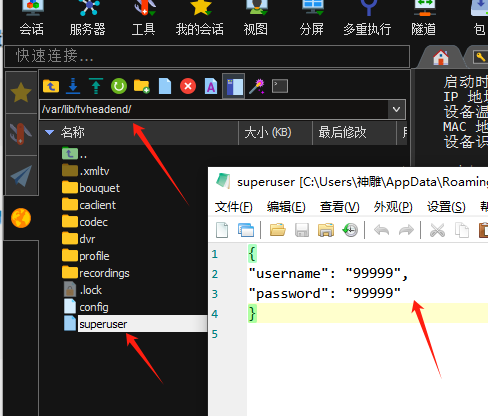 会话 服务器 工具 我的会话 视图 分屏 多重执行 隧道 包
快速连接...
/var/lib/tvheadend/
名称 大小 (KB) 最后修改
..
.xmltv
bouquet
caclient
codec
dvr
profile
recordings
.lock
config
superuser
启动时
IP 地
设备温
MAC 地
设备识
superuser [C:\Users\神雕\AppData\Roaming
文件(F) 编辑(E) 查看(V) 外观(P) 设置(S) 帮
1 {
2 "username": "99999",
3 "password": "99999"
4 }
5